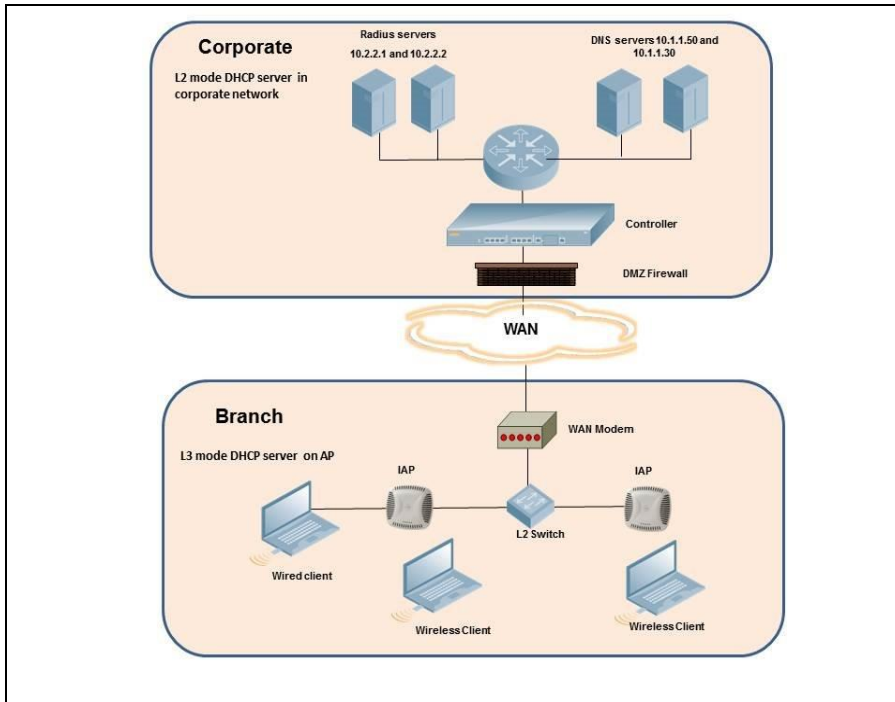 Corporate
L2 mode DHCP server in
corporate network
Radius servers
10.2.2.1 and 10.2.2.2
DNS servers 10.1.1.50 and
10.1.1.30
Controller
DMZ Firewall
WAN
Branch
L3 mode DHCP server on AP
WAN Modem
IAP
IAP
L2 Switch
Wired client
Wireless Client
Wireless Client